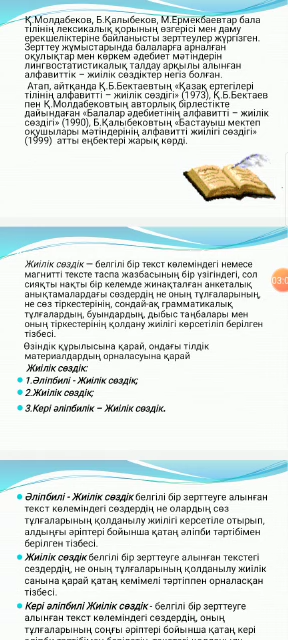 Қ.Молдабеков, Б.Қалыбеков, М.Ермекбаевтар бала
тілінің лексикалық қорының өзгерісі мен даму
ерекшеліктеріне байланысты зерттеулер жүргізген.
Зерттеу жұмыстарында балаларға арналған
оқулықтар мен көркем әдебиет мәтіндерін
лингвостатистикалық талдау арқылы алынған
алфавиттік – жиілік сөздіктер негіз болған.
Атап, айтқанда Қ.Б.Бектаевтың «Қазақ ертегілері
тілінің алфавитті – жиілік сөздігі» (1973), Қ.Б.Бектаев
пен Қ.Молдабековтың авторлық бірлестікте
дайындаған «Балалар әдебиетінің алфавитті – жиілік
сөздігі» (1990), Б.Қалыбековтың «Бастауыш мектеп
оқушылары мәтіндерінің алфавитті жиілігі сөздігі»
(1999) атты еңбектері жарық көрді.
Жиілік сөздік — белгілі бір текст көлеміндегі немесе
магнитті тексте таспа жазбасының бір үзігіндегі, сол
сияқты нақты бір келемде жинақталған анкеталық
анықтамалардағы сөздердің не оның тұлғаларының,
не сөз тіркестерінің, сондай-ақ грамматикалық
тұлғалардың, буындардың, дыбыс таңбалары мен
оның тіркестерінің қолдану жиілігі көрсетіліп берілген
тізбесі.
Өзіндік құрылысына қарай, ондағы тілдік
материалдардың орналасуына қарай
Жиілік сөздік:
1.Әліпбилі - Жиілік сөздік;
2.Жиілік сөздік;
3.Кері әліпбилік – Жиілік сөздік.
03:0
Әліпбилі - Жиілік сөздік белгілі бір зерттеуге алынған
текст көлеміндегі сөздердің не олардың сөз
тұлғаларының қолданылу жиілігі керсетіле отырып,
алдыңғы әріптері бойынша қатаң әліпби тәртібімен
берілген тізбесі.
Жиілік сөздік белгілі бір зерттеуге алынған текстегі
сездердің, не оның тұлғаларының қолданылу жиілік
санына қарай қатаң кемімелі тәртіппен орналасқан
тізбесі.
Кері әліпбилі Жиілік сөздік - белгілі бір зерттеуге
алынған текст көлеміндегі сөздердің, оның
тұлғаларының соңғы әріптері бойынша қатаң кері